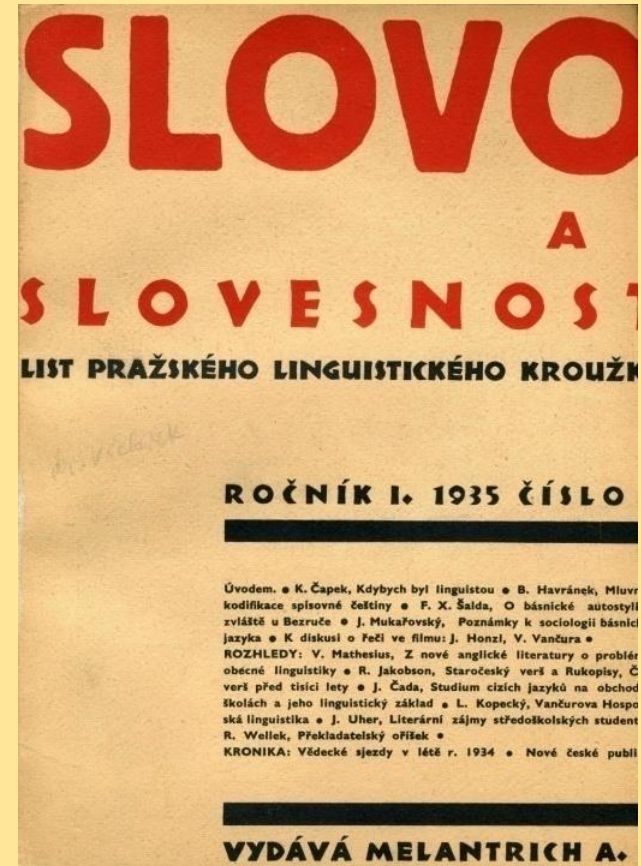 SLOVO
A
SLOVESNOST
LIST PRAŽSKÉHO LINGUISTICKÉHO KROUŽK
ROČNÍK I. 1935 ČÍSLO
Úvodem. ● K. Čapek, Kdybych byl linguistou ● B. Havránek, Mluvr
kodifikace spisovné češtiny ● F. X. Šalda, O básnické autostyli
zvláště u Bezruče ● J. Mukařovský, Poznámky k sociologii básnick
jazyka ● K diskusi o řeči ve filmu: J. Honzl, V. Vančura ●
ROZHLEDY: V. Mathesius, Z nové anglické literatury o problém
obecné linguistiky ● R. Jakobson, Staročeský verš a Rukopisy, Č
verš před tisíci lety ● J. Čada, Studium cizích jazyků na obchod
školách a jeho linguistický základ ● L. Kopecký, Vančurova Hospo
ská linguistika ● J. Uher, Literární zájmy středoškolských student
R. Wellek, Překladatelský oříšek ●
KRONIKA: Vědecké sjezdy v létě r. 1934 ● Nové české publi
VYDÁVÁ MELANTRICH A.